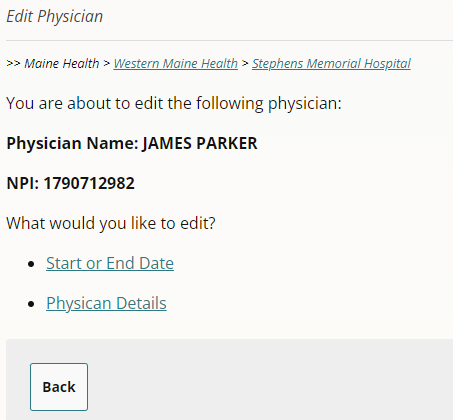 Edit Physician
>> Maine Health > Western Maine Health > Stephens Memorial Hospital
You are about to edit the following physician:
Physician Name: JAMES PARKER
NPI: 1790712982
What would you like to edit?
• Start or End Date
• Physican Details
Back